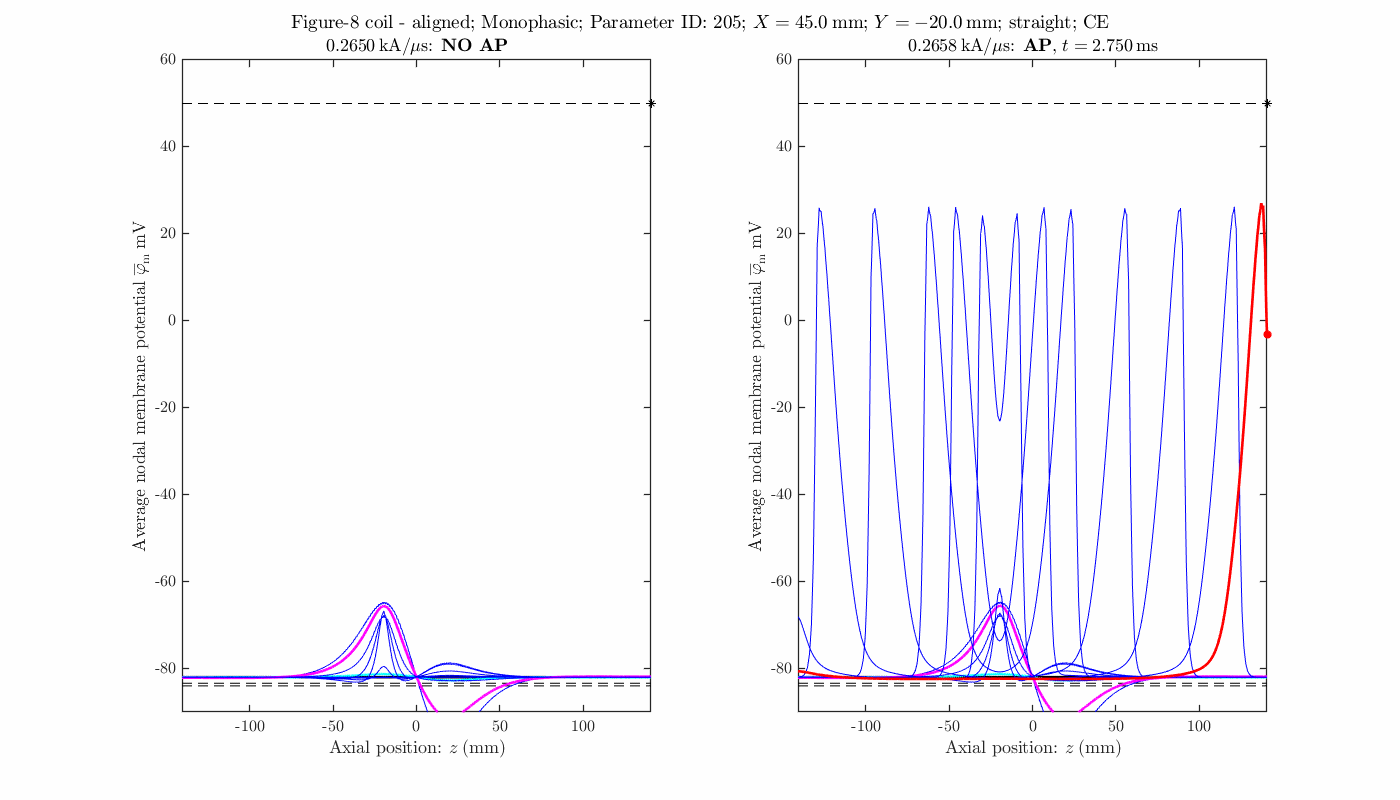 Figure-8 coil - aligned; Monophasic; Parameter ID: 205; X = 45.0 mm; Y = −20.0 mm; straight; CE
0.2650 kA/μs: NO AP
60
40
20
0
-20
-40
-60
-80
-100 -50 0 50 100
Axial position: z (mm)
Average nodal membrane potential φ̅m mV
0.2658 kA/μs: AP, t = 2.750 ms
60
40
20
0
-20
-40
-60
-80
-100 -50 0 50 100
Axial position: z (mm)
Average nodal membrane potential φ̅m mV